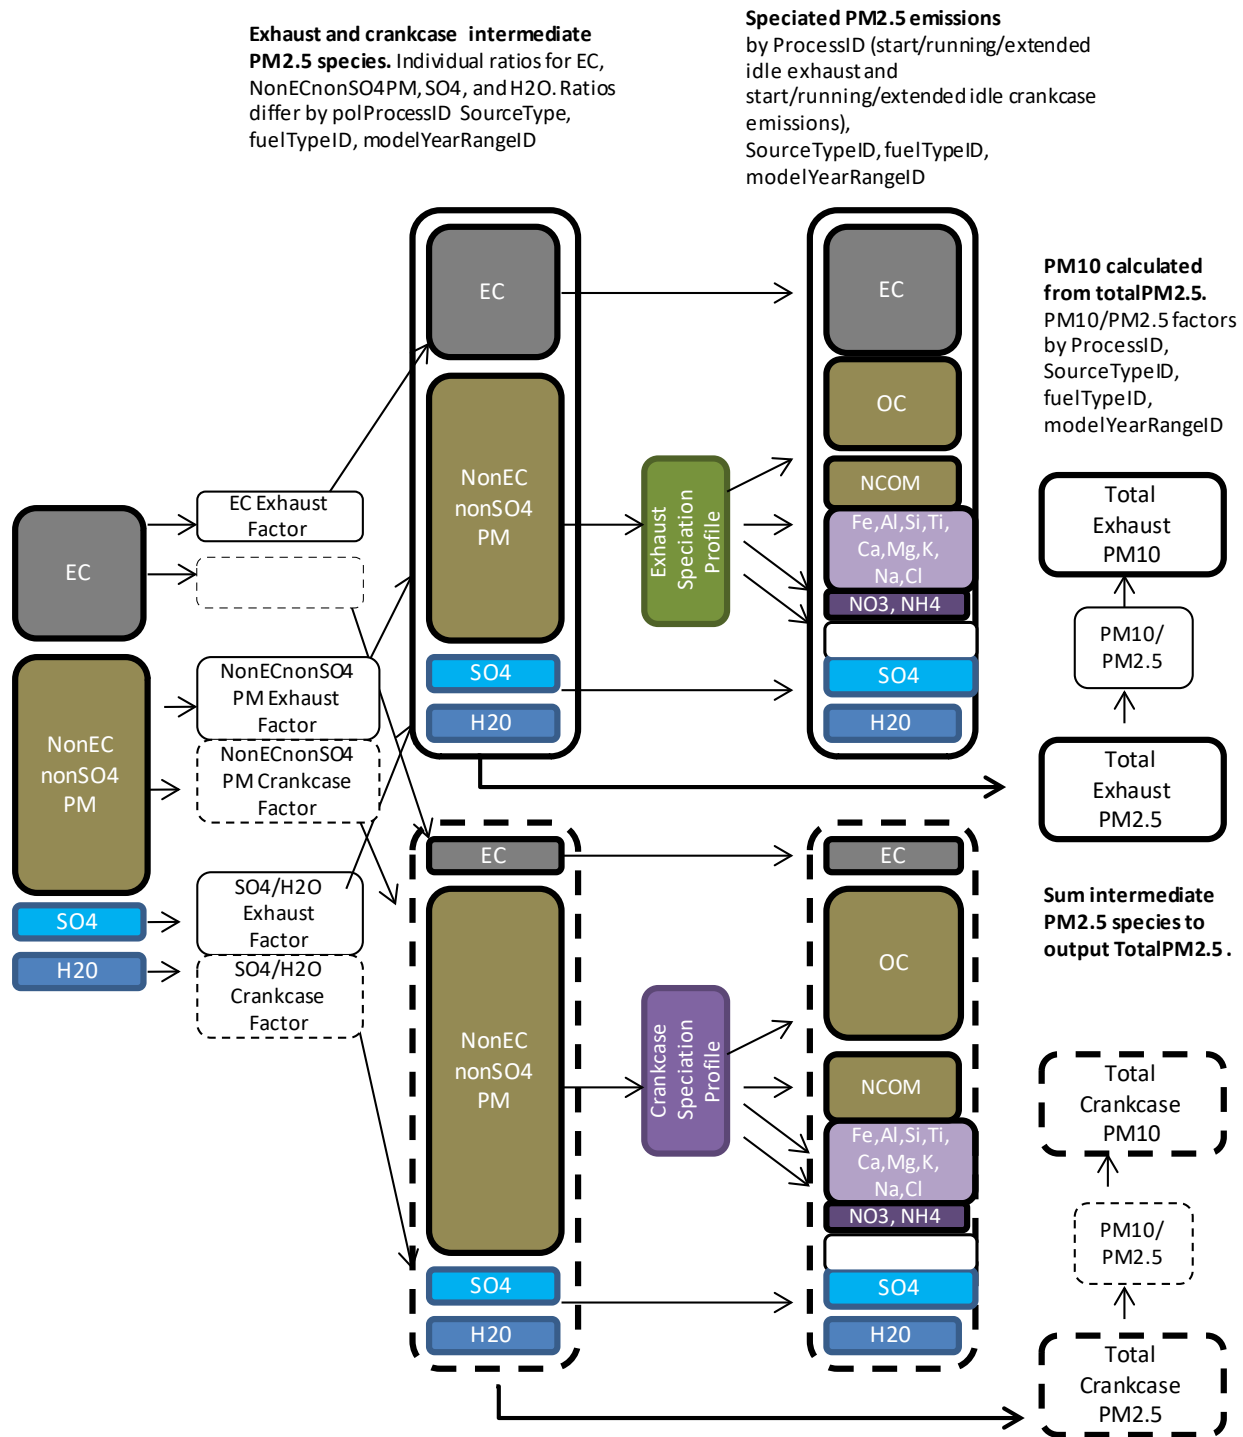 Exhaust and crankcase intermediate
PM2.5 species. Individual ratios for EC,
NonECnonSO4PM, SO4, and H2O. Ratios
differ by polProcessID SourceType,
fuelTypeID, modelYearRangeID
Speciated PM2.5 emissions
by ProcessID (start/running/extended
idle exhaust and
start/running/extended idle crankcase
emissions),
SourceTypeID, fuelTypeID,
modelYearRangeID
PM10 calculated
from totalPM2.5.
PM10/PM2.5 factors
by ProcessID,
SourceTypeID,
fuelTypeID,
modelYearRangeID
EC
NonEC
nonSO4
PM
SO4
H20
EC Exhaust
Factor
NonECnonSO4
PM Exhaust
Factor
NonECnonSO4
PM Crankcase
Factor
SO4/H2O
Exhaust
Factor
SO4/H2O
Crankcase
Factor
EC
NonEC
nonSO4
PM
SO4
H20
Exhaust
Speciation
Profile
EC
OC
NCOM
Fe,Al,Si,Ti,
Ca,Mg,K,
Na,Cl
NO3, NH4
SO4
H20
Total
Exhaust
PM10
PM10/
PM2.5
Total
Exhaust
PM2.5
Sum intermediate
PM2.5 species to
output TotalPM2.5 .
EC
NonEC
nonSO4
PM
SO4
H20
Crankcase
Speciation
Profile
EC
OC
NCOM
Fe,Al,Si,Ti,
Ca,Mg,K,
Na,Cl
NO3, NH4
SO4
H20
Total
Crankcase
PM10
PM10/
PM2.5
Total
Crankcase
PM2.5